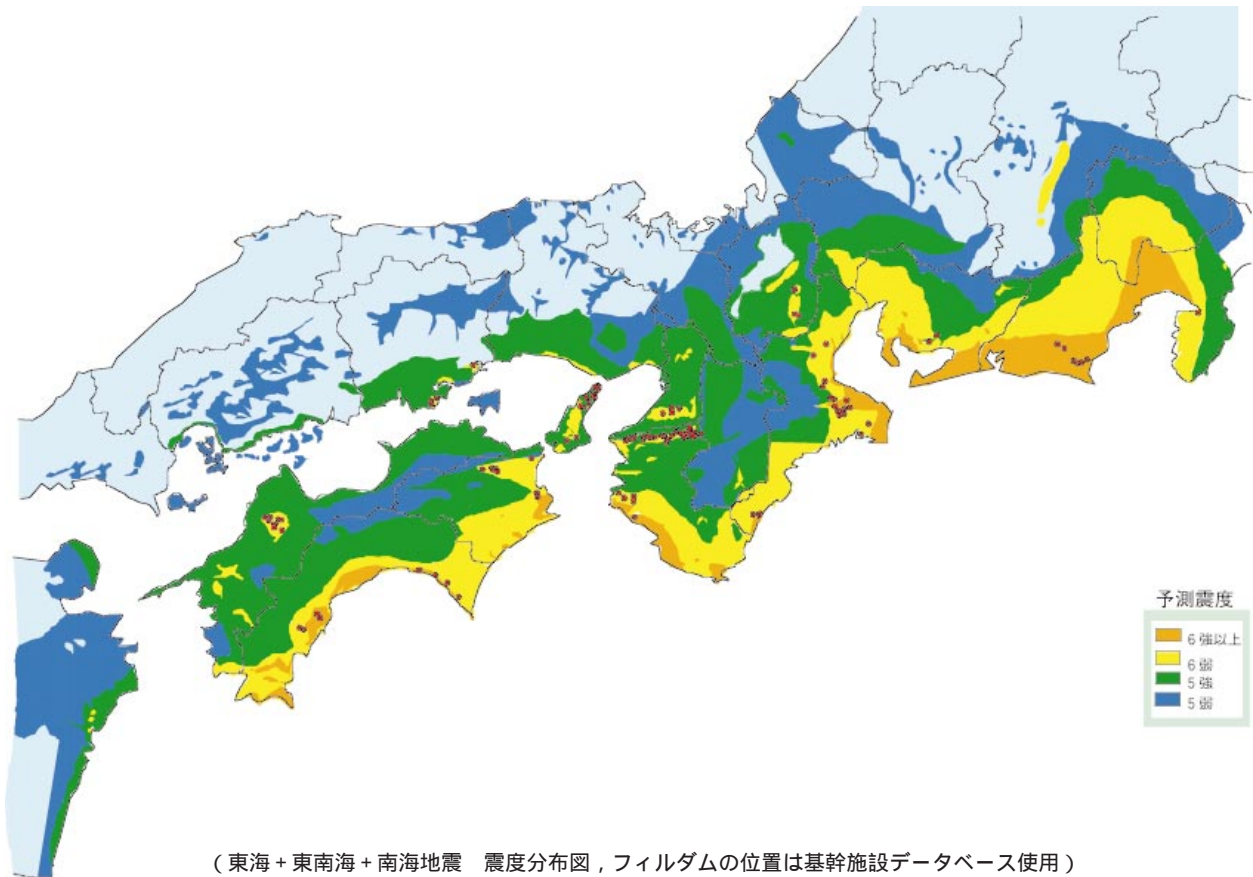 予測震度
6強以上
6弱
5強
5弱
(東海+東南海+南海地震 震度分布図,フィルダムの位置は基幹施設データベース使用)